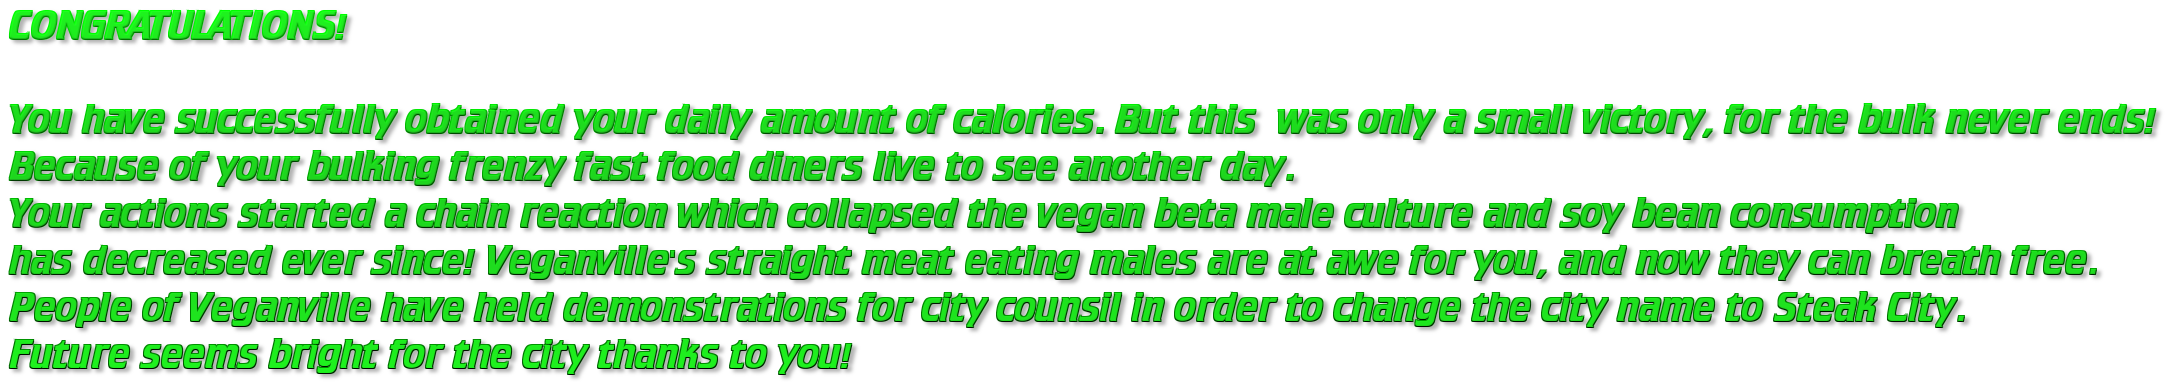 CONGRATULATIONS!
You have successfully obtained your daily amount of calories. But this  was only a small victory, for the bulk never ends!
Because of your bulking frenzy fast food diners live to see another day.
Your actions started a chain reaction which collapsed the vegan beta male culture and soy bean consumption
has decreased ever since! Veganville's straight meat eating males are at awe for you, and now they can breath free.
People of Veganville have held demonstrations for city counsil in order to change the city name to Steak City.
Future seems bright for the city thanks to you!